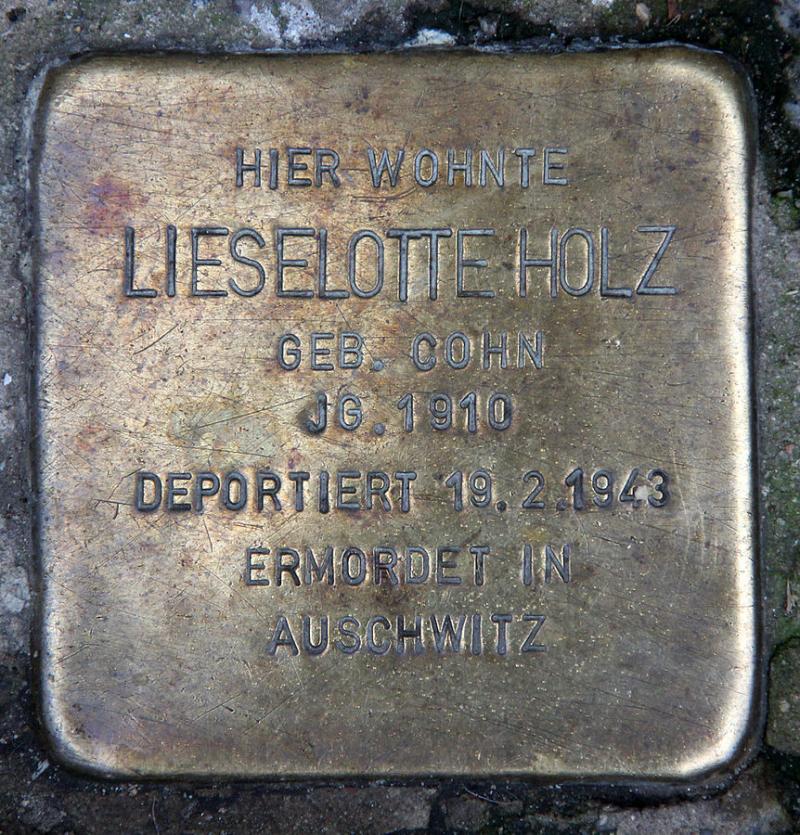 HIER WOHNTE
LIESELOTTE HOLZ
GEB. COHN
JG. 1910
DEPORTIERT 19.2.1943
ERMORDET IN
AUSCHWITZ